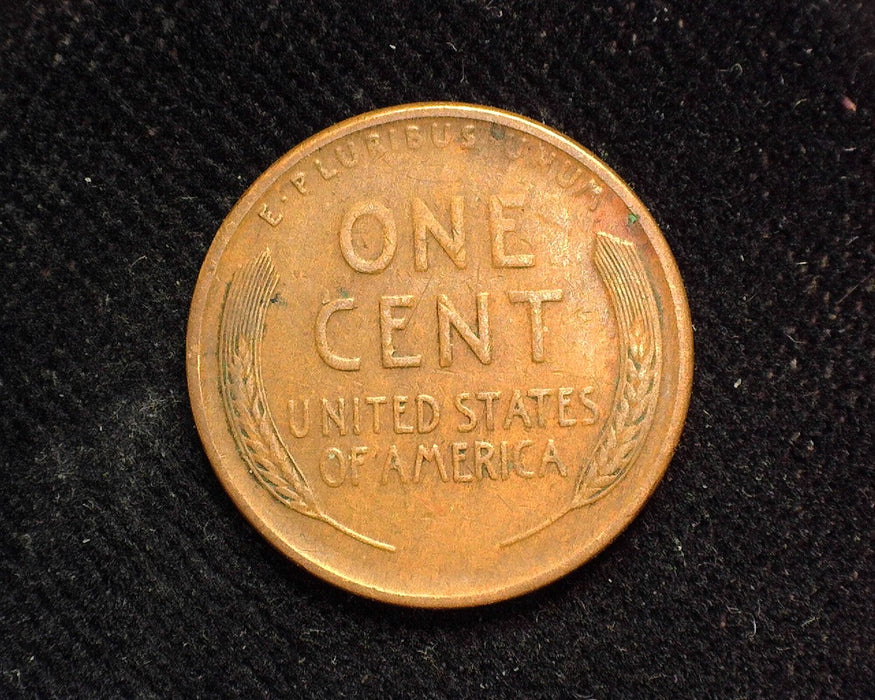 E·PLURIBUS·UNUM
ONE
CENT
UNITED STATES
OF AMERICA